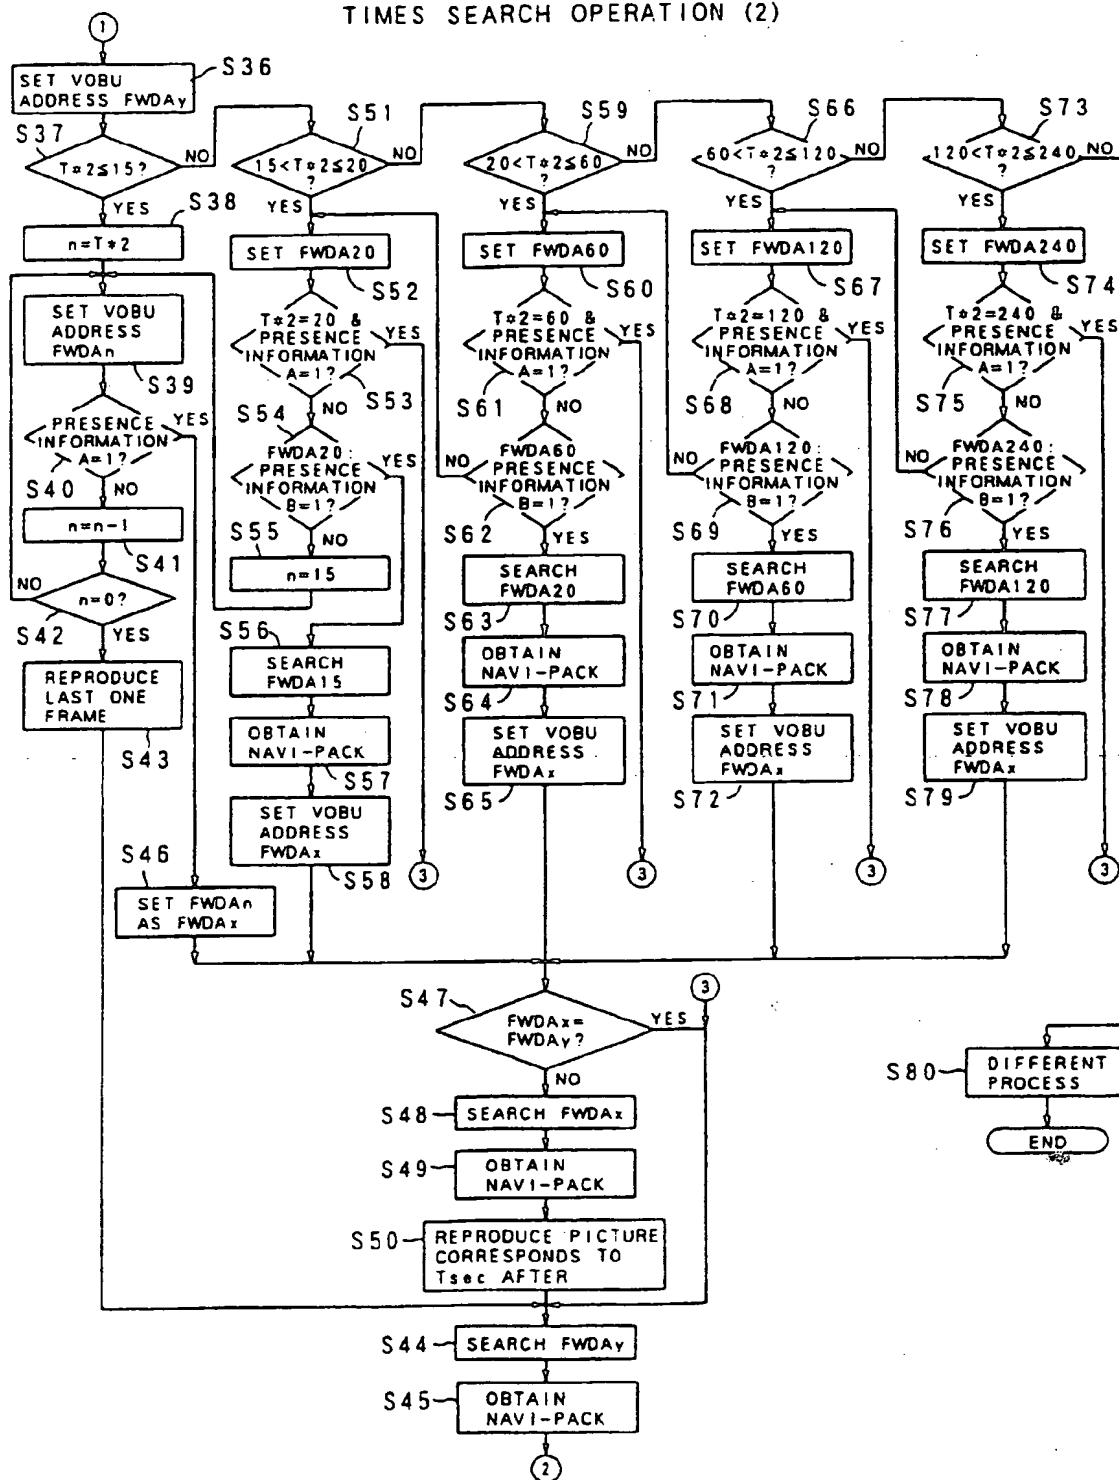 TIMES SEARCH OPERATION (2)
1
SET VOBU
ADDRESS FWDAy
S36
S37
T*2≦15?
NO
YES
S38
n=T*2
SET VOBU
ADDRESS
FWDAn
S39
PRESENCE
INFORMATION
A=1?
YES
S40
NO
n=n-1
S41
NO
n=0?
S42
YES
REPRODUCE
LAST ONE
FRAME
S43
S46
SET FWDAn
AS FWDAx
S51
15<T*2≦20
?
NO
YES
SET FWDA20
S52
T*2=20 &
PRESENCE
INFORMATION
A=1?
YES
S53
S54
NO
FWDA20:
PRESENCE
INFORMATION
B=1?
YES
S55
NO
n=15
S56
SEARCH
FWDA15
OBTAIN
NAVI-PACK
S57
SET VOBU
ADDRESS
FWDAx
S58
3
S59
20<T*2≦60
?
NO
YES
SET FWDA60
S60
T*2=60 &
PRESENCE
INFORMATION
A=1?
YES
S61
NO
FWDA60
PRESENCE
INFORMATION
B=1?
NO
S62
YES
SEARCH
FWDA20
S63
OBTAIN
NAVI-PACK
S64
SET VOBU
ADDRESS
FWDAx
S65
3
S66
60<T*2≦120
?
NO
YES
SET FWDA120
S67
T*2=120 &
PRESENCE
INFORMATION
A=1?
YES
S68
NO
FWDA120:
PRESENCE
INFORMATION
B=1?
NO
S69
YES
SEARCH
FWDA60
S70
OBTAIN
NAVI-PACK
S71
SET VOBU
ADDRESS
FWDAx
S72
3
S73
120<T*2≦240
?
NO
YES
SET FWDA240
S74
T*2=240 &
PRESENCE
INFORMATION
A=1?
YES
S75
NO
FWDA240:
PRESENCE
INFORMATION
B=1?
NO
S76
YES
SEARCH
FWDA120
S77
OBTAIN
NAVI-PACK
S78
SET VOBU
ADDRESS
FWDAx
S79
3
S47
FWDAx=
FWDAy?
YES
3
NO
S48
SEARCH FWDAx
S49
OBTAIN
NAVI-PACK
S50
REPRODUCE PICTURE
CORRESPONDS TO
Tsec AFTER
S44
SEARCH FWDAy
S45
OBTAIN
NAVI-PACK
2
S80
DIFFERENT
PROCESS
END